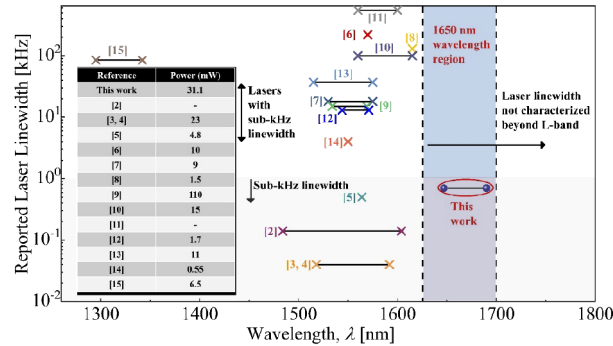 Reported Laser Linewidth [kHz]
10^2
10^1
10^0
10^-1
10^-2
1300
1400
1500
1600
1700
1800
Wavelength, λ [nm]
[15]
[11]
[6]
[8]
[10]
[13]
[7]
[9]
[12]
[14]
[5]
[2]
[3, 4]
Lasers
with
sub-kHz
linewidth
Sub-kHz linewidth
1650 nm
wavelength
region
Laser linewidth
not characterized
beyond L-band
This
work
Reference Power (mW)
This work 31.1
[2] -
[3, 4] 23
[5] 4.8
[6] 10
[7] 9
[8] 1.5
[9] 110
[10] 15
[11] -
[12] 1.7
[13] 11
[14] 0.55
[15] 6.5